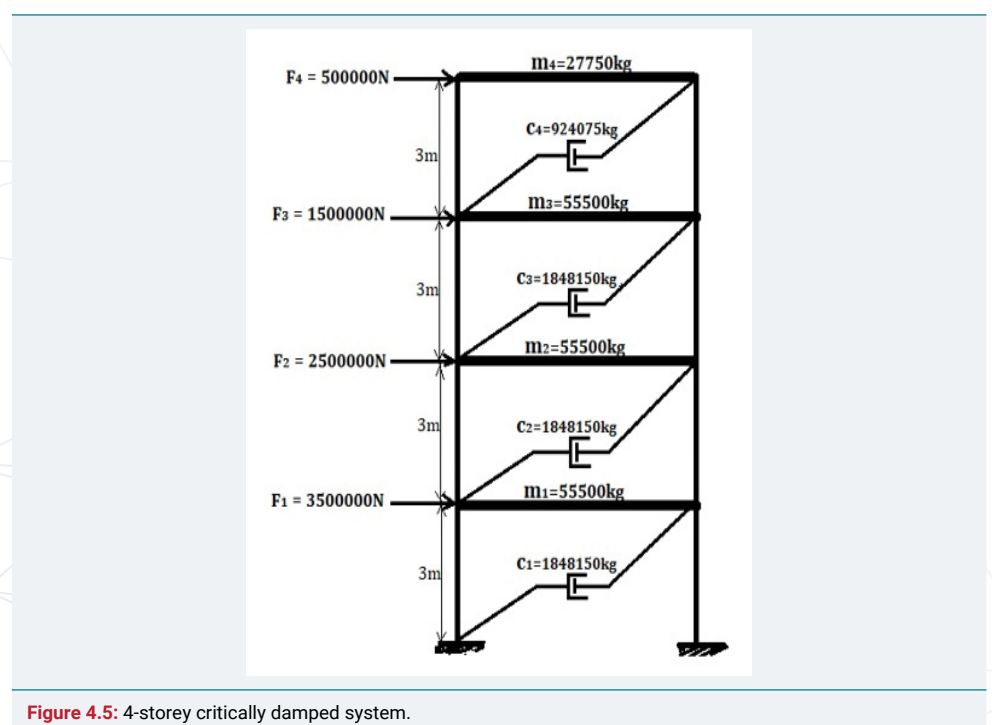 m4=27750kg
F4 = 500000N
C4=924075kg
3m
m3=55500kg
F3 = 1500000N
C3=1848150kg
3m
m2=55500kg
F2 = 2500000N
C2=1848150kg
3m
m1=55500kg
F1 = 3500000N
C1=1848150kg
3m
Figure 4.5: 4-storey critically damped system.